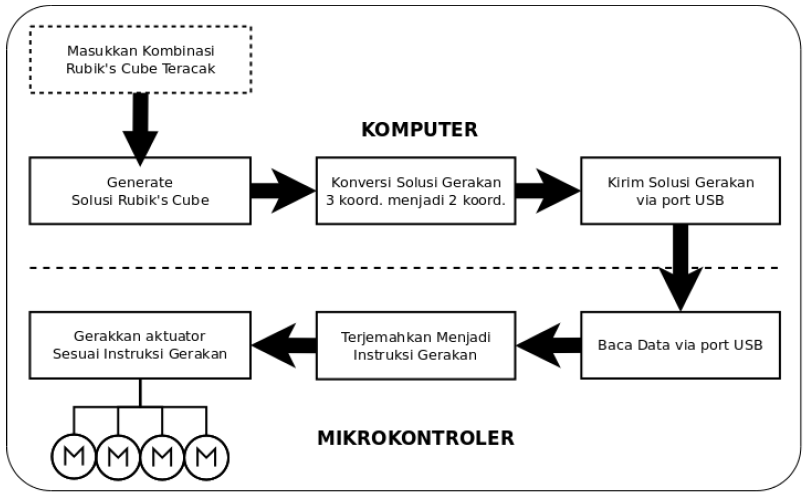 Masukkan Kombinasi
Rubik's Cube Teracak
KOMPUTER
Generate
Solusi Rubik's Cube
Konversi Solusi Gerakan
3 koord. menjadi 2 koord.
Kirim Solusi Gerakan
via port USB
Gerakkan aktuator
Sesuai Instruksi Gerakan
Terjemahkan Menjadi
Instruksi Gerakan
Baca Data via port USB
MIKROKONTROLER
M M M M